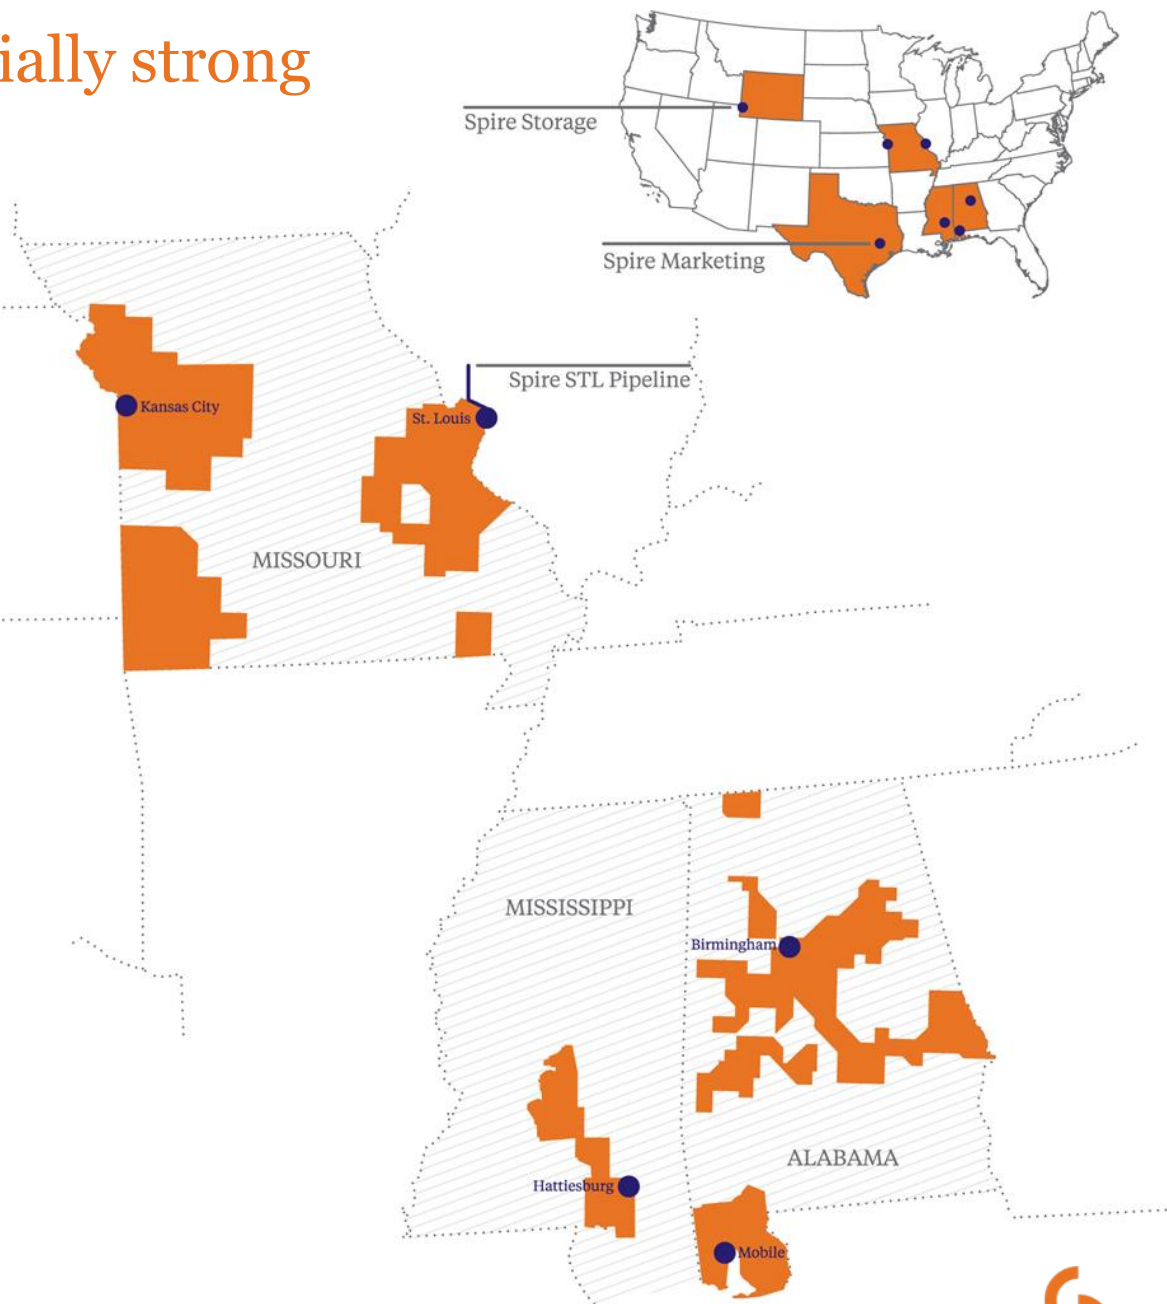 ially strong
Spire Storage
Spire Marketing
Spire STL Pipeline
Kansas City
St. Louis
MISSOURI
MISSISSIPPI
Birmingham
ALABAMA
Hattiesburg
Mobile